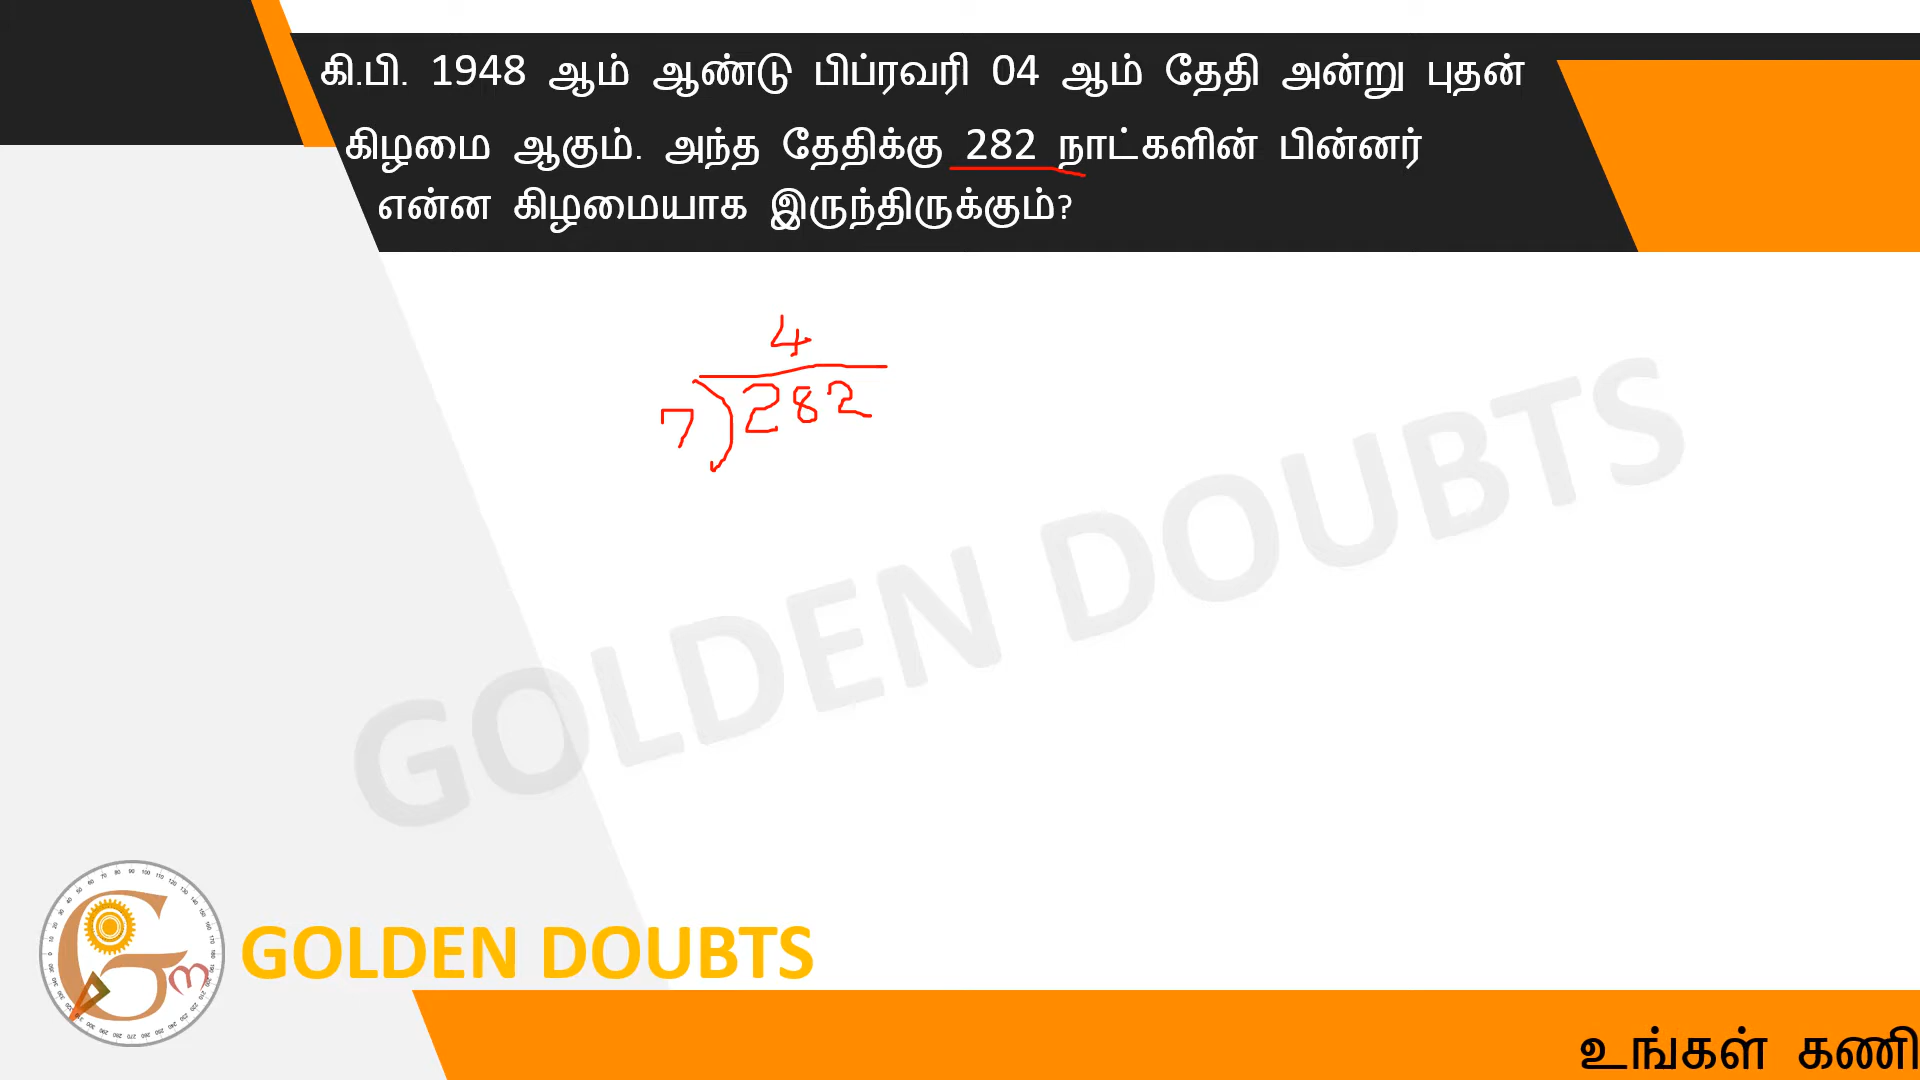 கி.பி. 1948 ஆம் ஆண்டு பிப்ரவரி 04 ஆம் தேதி அன்று புதன்
கிழமை ஆகும். அந்த தேதிக்கு 282 நாட்களின் பின்னர்
என்ன கிழமையாக இருந்திருக்கும்?
4
7)282
GOLDEN DOUBTS
GOLDEN DOUBTS
உங்கள் கணி